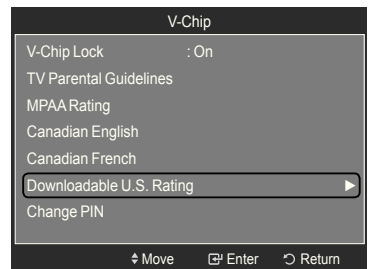 V-Chip
V-Chip Lock : On
TV Parental Guidelines
MPAA Rating
Canadian English
Canadian French
Downloadable U.S. Rating
Change PIN
Move Enter Return